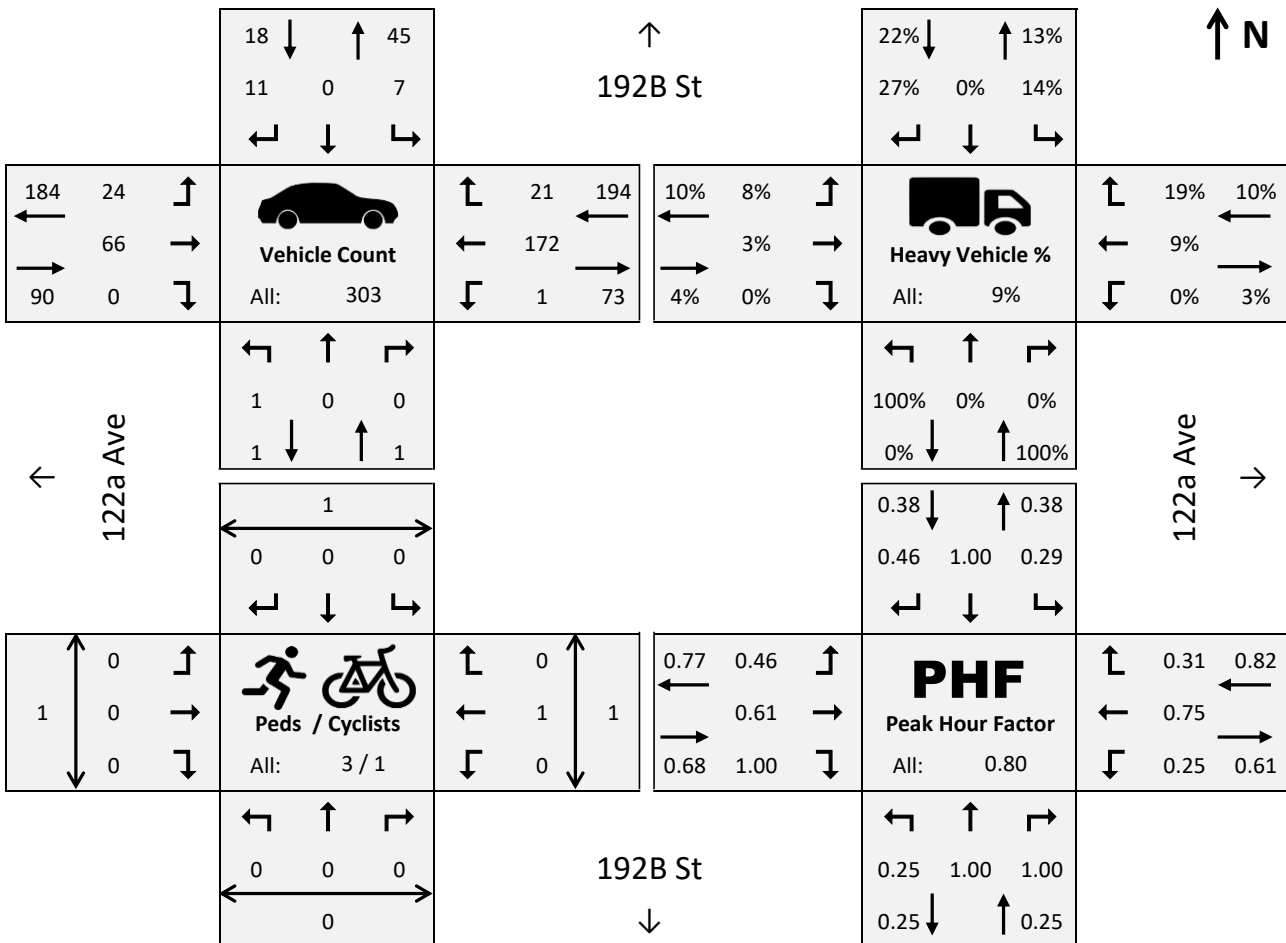 18 45
11 0 7
192B St
22% 13%
27% 0% 14%
N
184 24
66
90 0
Vehicle Count
All: 303
21 194
172
1 73
10% 8%
3%
4% 0%
Heavy Vehicle %
All: 9%
19% 10%
9%
0% 3%
1 0 0
1 1
100% 0% 0%
0% 100%
122a Ave
122a Ave
1
0 0 0
0.38 0.38
0.46 1.00 0.29
0
1 0
0
Peds / Cyclists
All: 3 / 1
0
1 1
0
0.77 0.46
0.61
0.68 1.00
PHF
Peak Hour Factor
All: 0.80
0.31 0.82
0.75
0.25 0.61
0 0 0
0
192B St
0.25 1.00 1.00
0.25 0.25